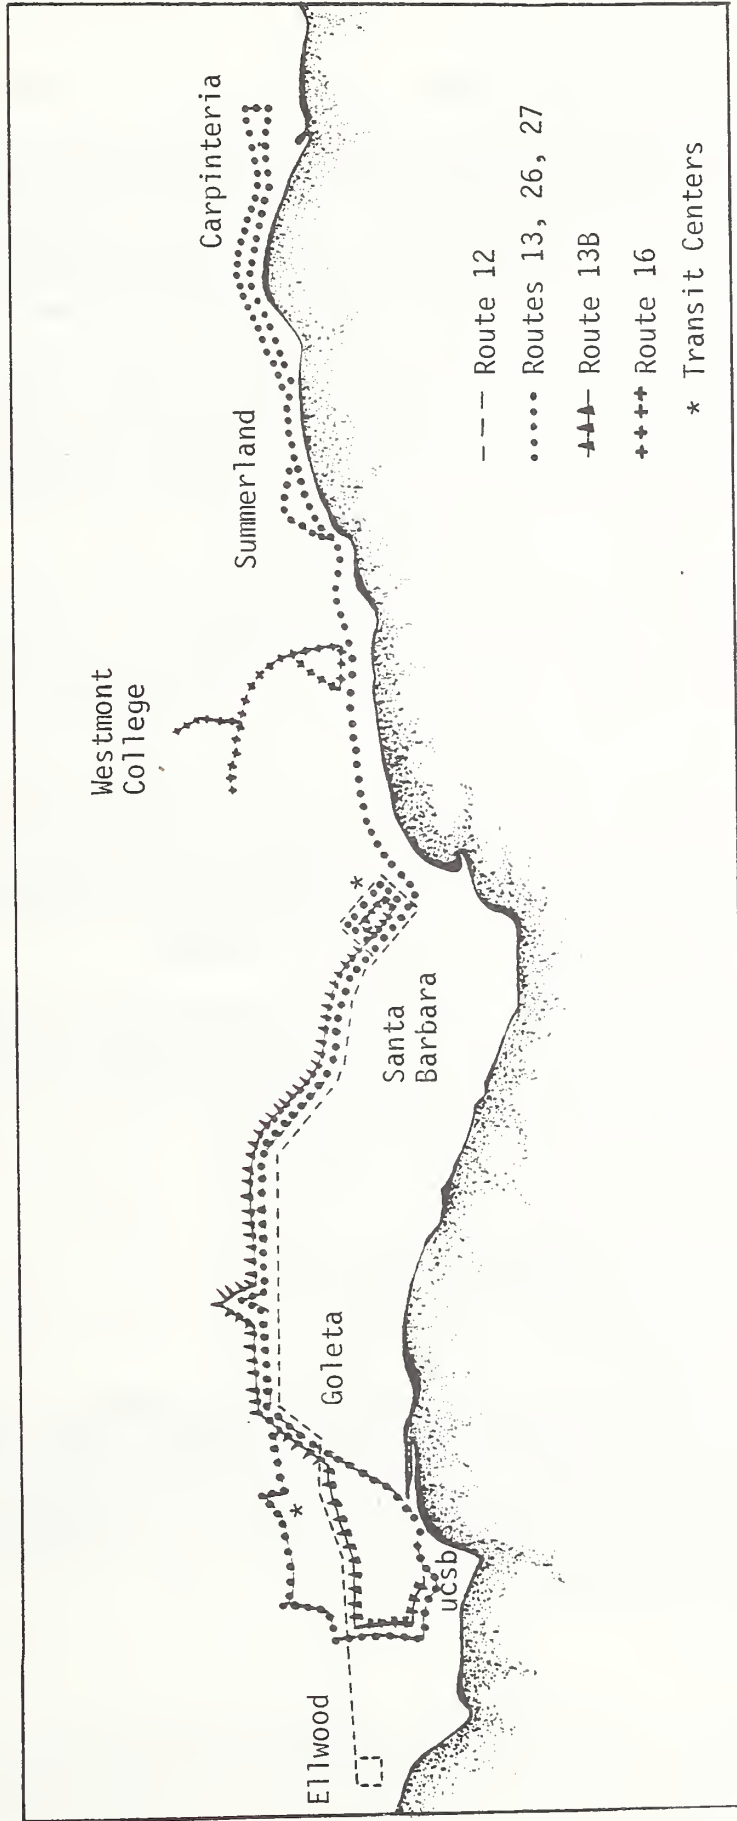 Carpinteria
Summerland
Westmont
College
Santa
Barbara
Goleta
ucsb
Ellwood
--- Route 12
Routes 13, 26, 27
Route 13B
++++ Route 16
* Transit Centers
*
*